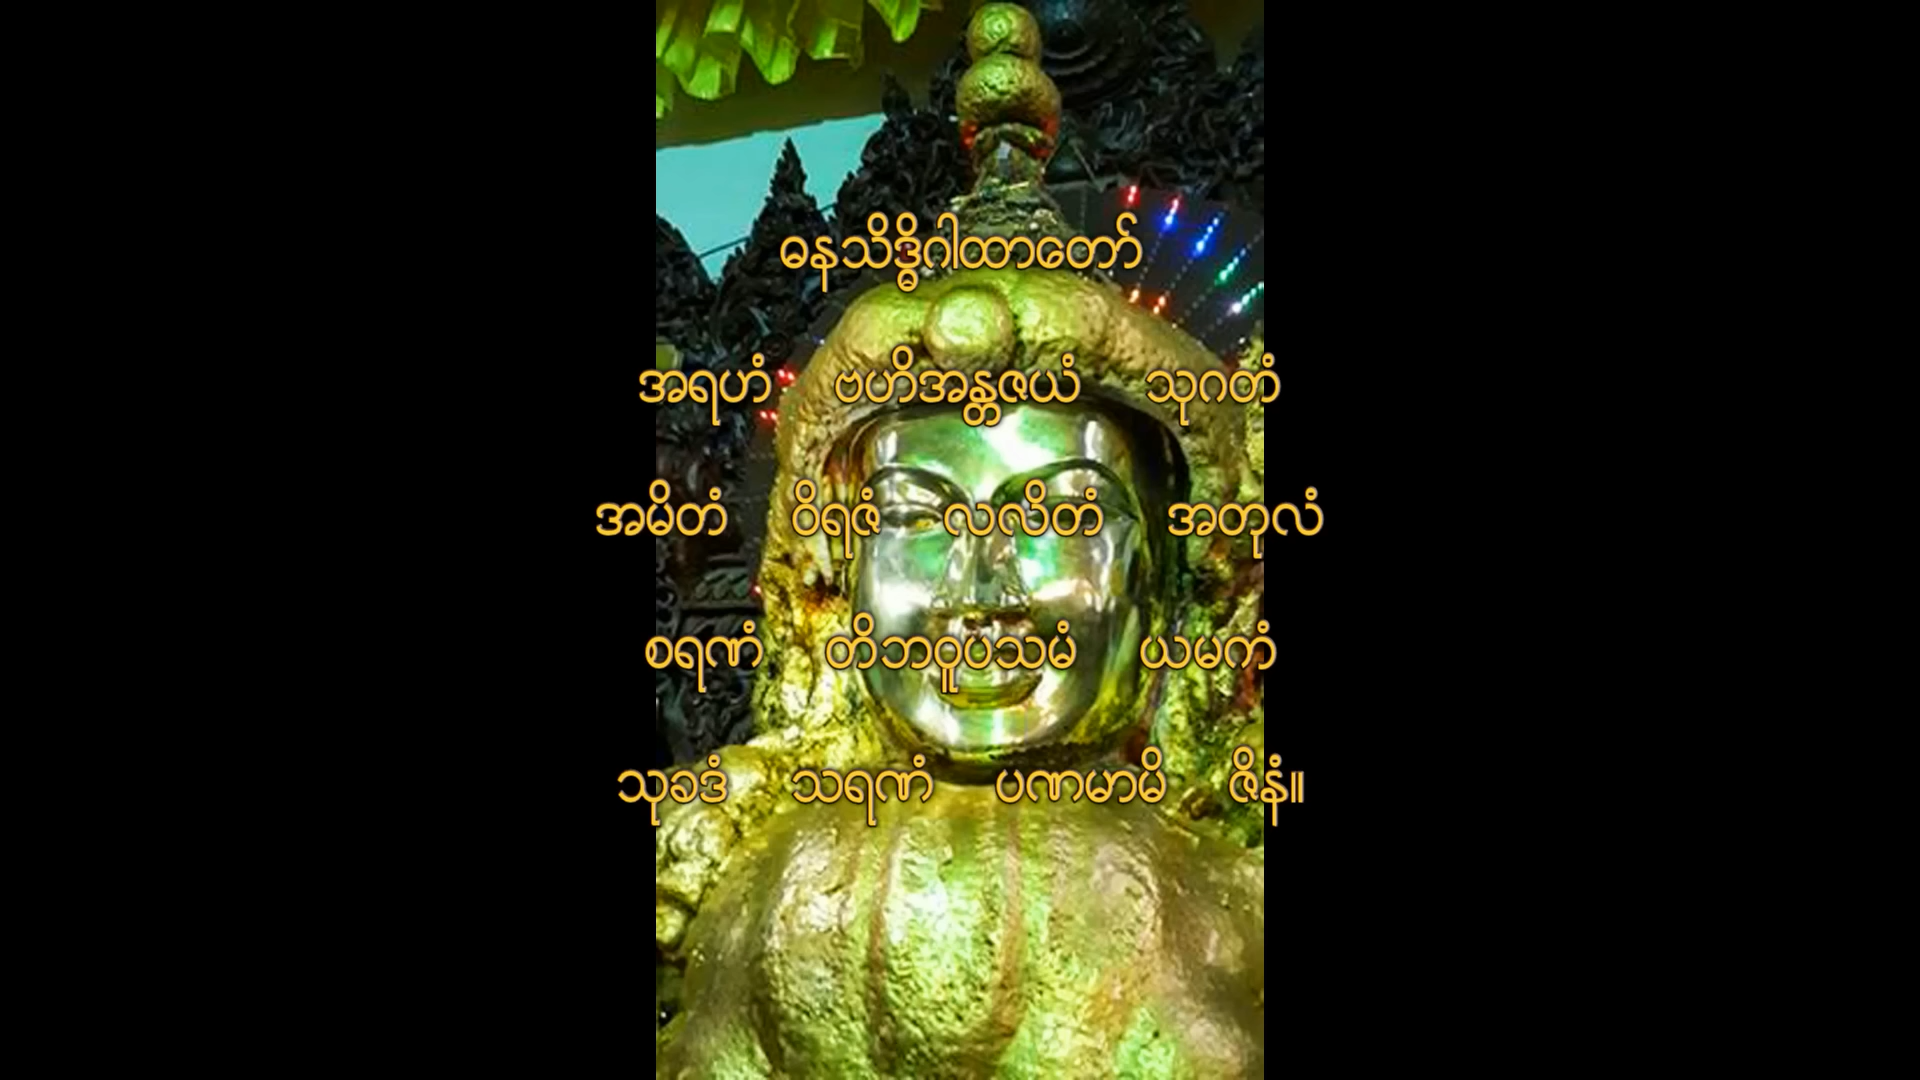 ဓနသိဒ္ဓိဂါထာတော်
အရဟံ ဗဟိအန္တဇယံ သုဂတံ
အမိတံ ဝိရဇံ လလိတံ အတုလံ
စရဏံ တိဘဝူပသမံ ယမကံ
သုခဒံ သရဏံ ပဏမာမိ ဇိနံ။